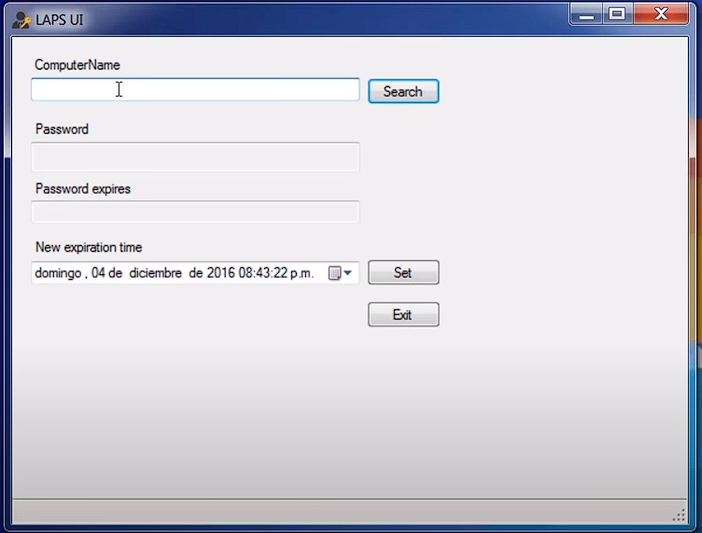 LAPS UI
ComputerName
Search
Password
Password expires
New expiration time
domingo , 04 de diciembre de 2016 08:43:22 p.m.
Set
Exit